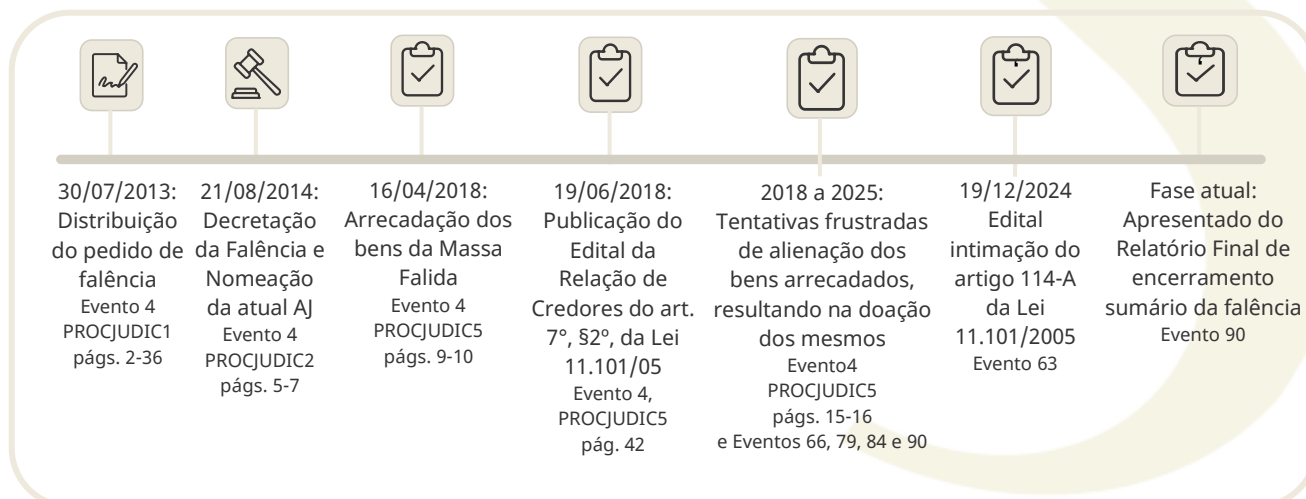 30/07/2013:
Distribuição
do pedido de
falência
Evento 4
PROCJUDIC1
págs. 2-36
21/08/2014:
Decretação
da Falência e
Nomeação
da atual AJ
Evento 4
PROCJUDIC2
págs. 5-7
16/04/2018:
Arrecadação dos
bens da Massa
Falida
Evento 4
PROCJUDIC5
págs. 9-10
19/06/2018:
Publicação do
Edital da
Relação de
Credores do art.
7°, §2º, da Lei
11.101/05
Evento 4,
PROCJUDIC5
pág. 42
2018 a 2025:
Tentativas frustradas
de alienação dos
bens arrecadados,
resultando na doação
dos mesmos
Evento4
PROCJUDIC5
págs. 15-16
e Eventos 66, 79, 84 e 90
19/12/2024
Edital
intimação do
artigo 114-A
da Lei
11.101/2005
Evento 63
Fase atual:
Apresentado do
Relatório Final de
encerramento
sumário da falência
Evento 90